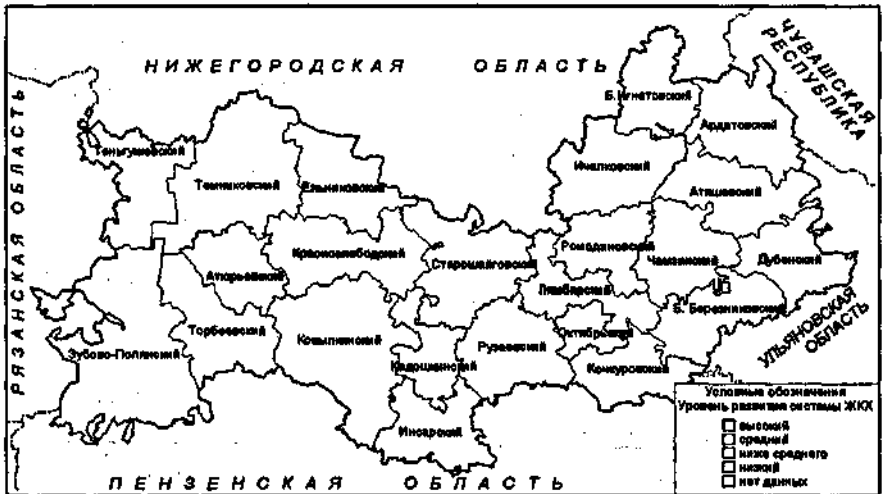 НИЖЕГОРОДСКАЯ ОБЛАСТЬ
ЧУВАШСКАЯ
РЕСПУБЛИКА
РЯЗАНСКАЯ ОБЛАСТЬ
Б.Игнатовский
Ардатовский
Теньгушевский
Ичалковский
Темниковский
Ельниковский
Атяшевский
Краснослободский
Ромодановский
Атюрьевский
Старошайговский
Чамзинский
Дубенский
Лямбирский
Б. Березниковский
УЛЬЯНОВСКАЯ
ОБЛАСТЬ
Торбеевский
Ковылкинский
Октябрьский
Зубово-Полянский
Рузаевский
Кадошкинский
Кочкуровский
Инсарский
Условные обозначения
Уровень развития системы ЖКХ
высокий
средний
ниже среднего
низкий
нет данных
ПЕНЗЕНСКАЯ ОБЛАСТЬ